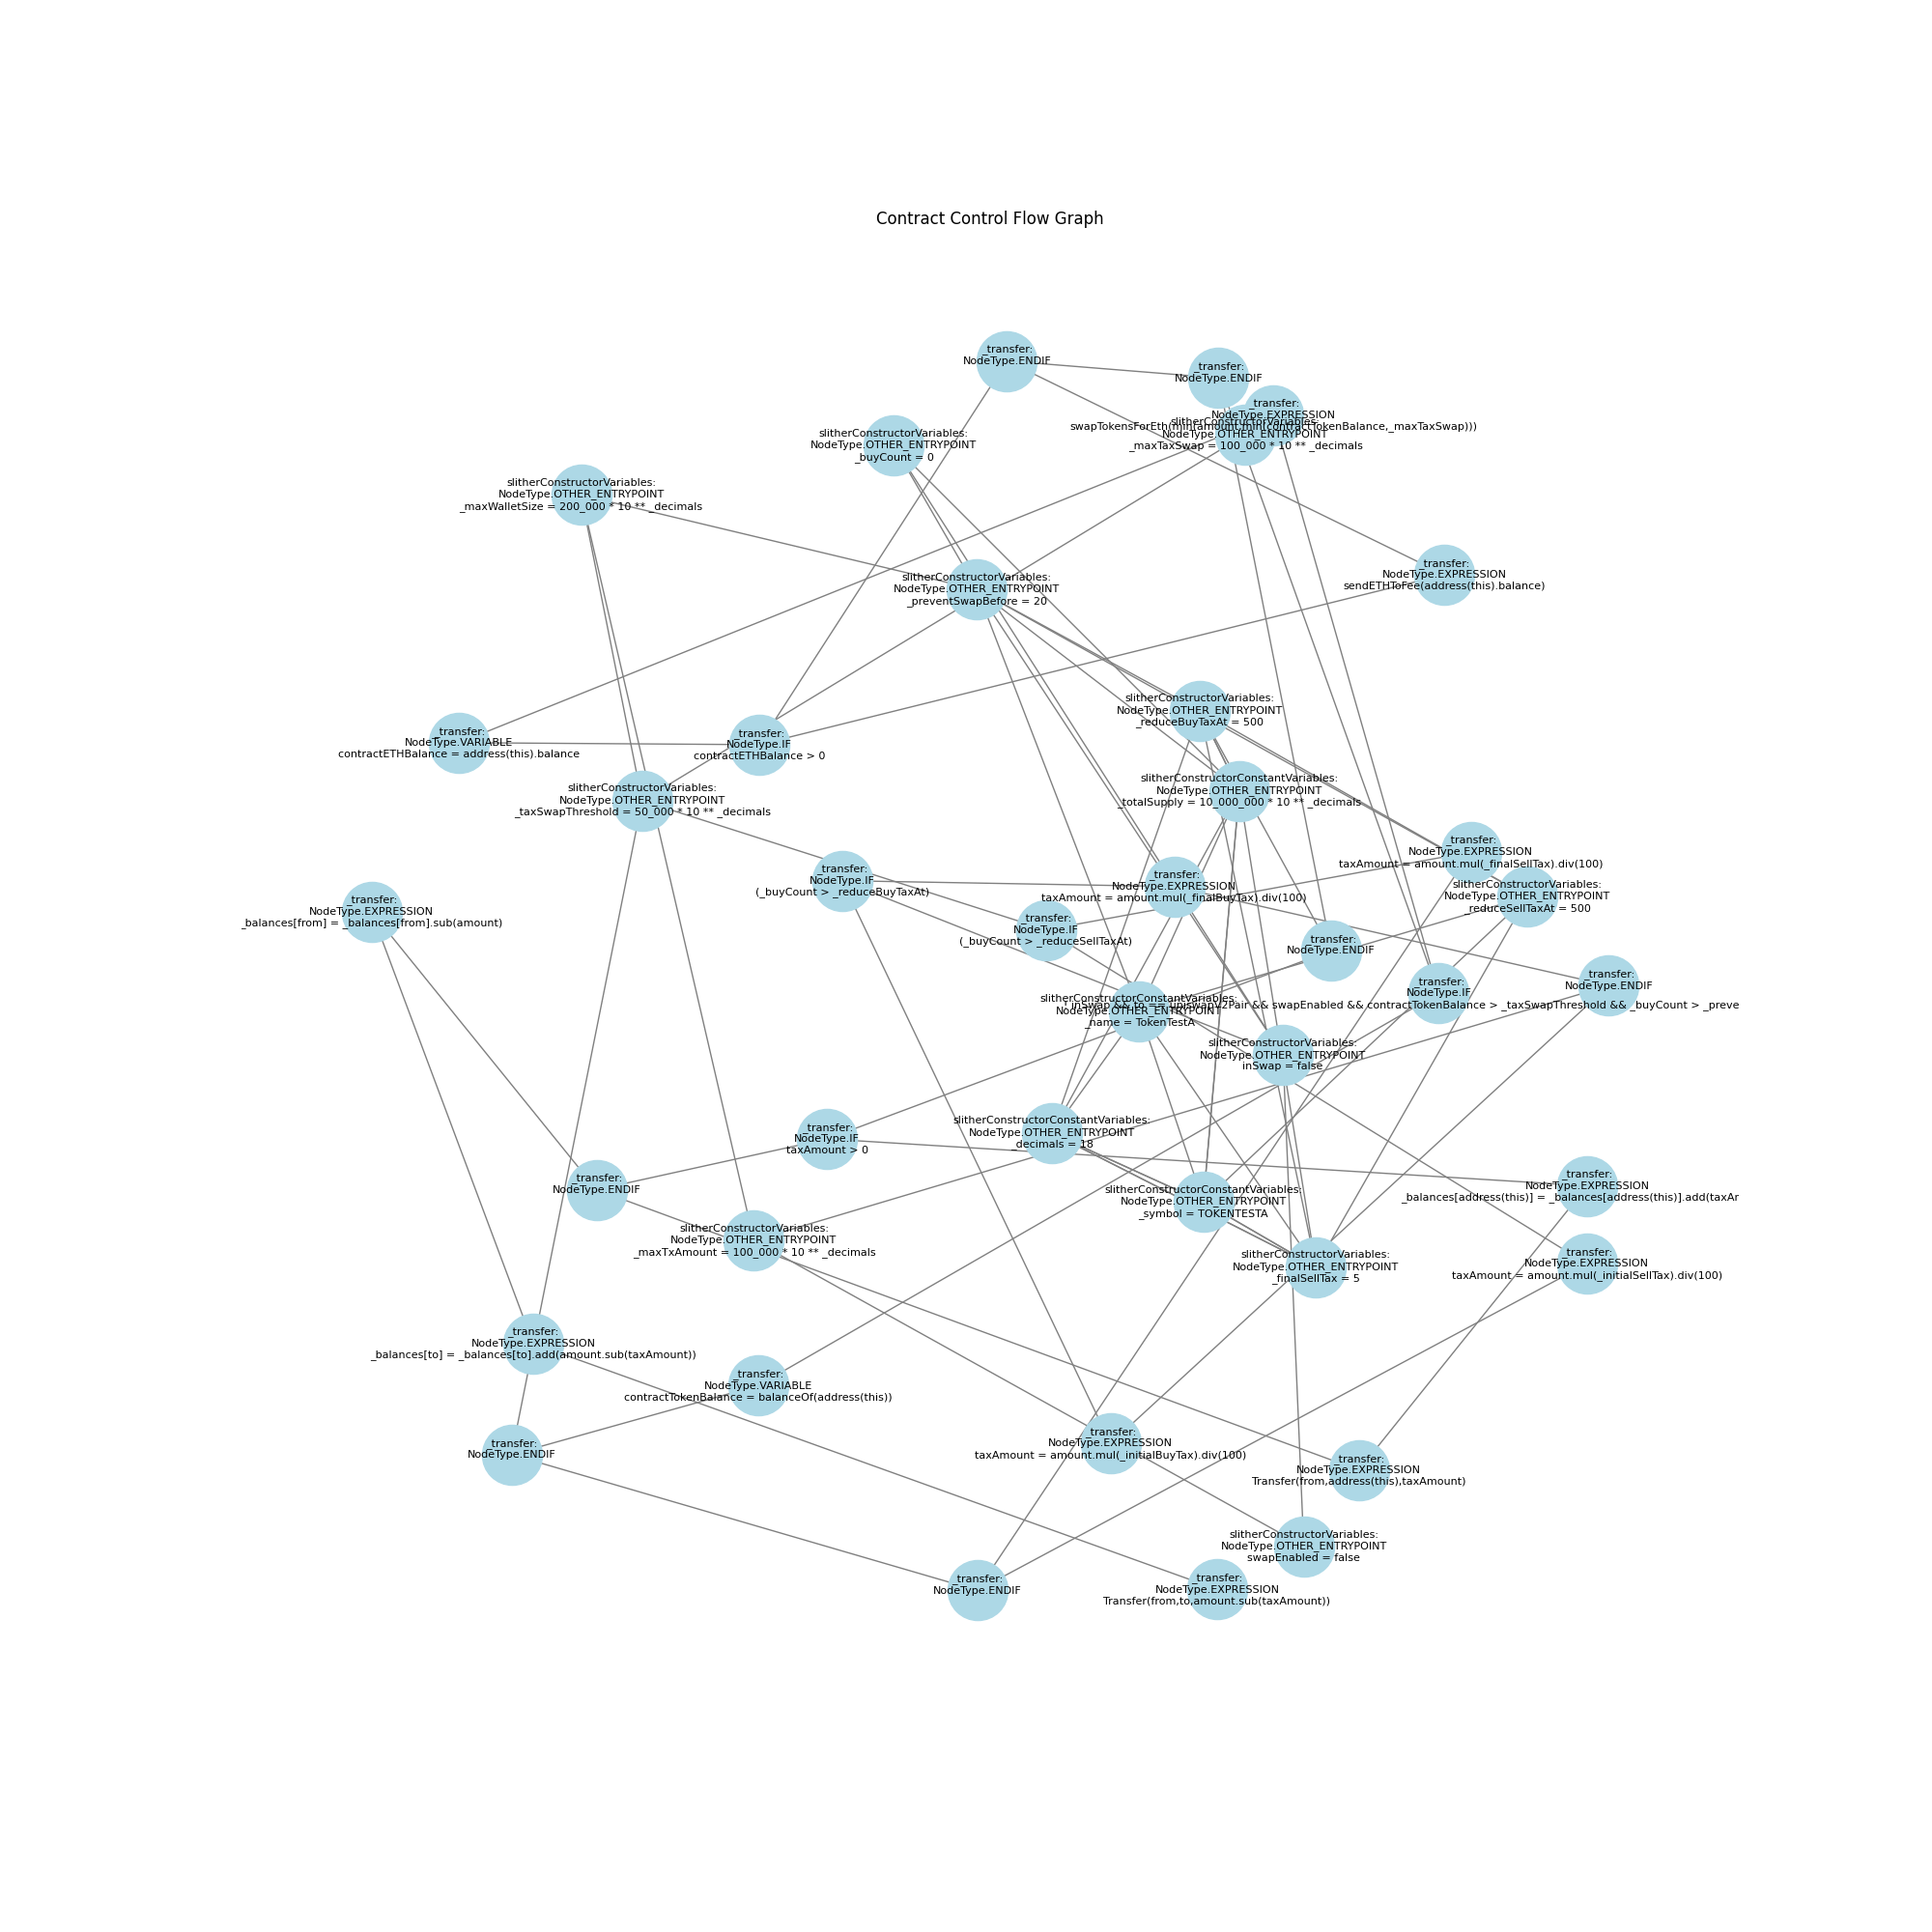 Contract Control Flow Graph
_transfer:
NodeType.ENDIF
_transfer:
NodeType.ENDIF
_transfer:
NodeType.EXPRESSION
swapTokensForEth(min(amount,min(contractTokenBalance,_maxTaxSwap)))
slitherConstructorVariables:
NodeType.OTHER_ENTRYPOINT
_maxTaxSwap = 100_000 * 10 ** _decimals
slitherConstructorVariables:
NodeType.OTHER_ENTRYPOINT
_buyCount = 0
slitherConstructorVariables:
NodeType.OTHER_ENTRYPOINT
_maxWalletSize = 200_000 * 10 ** _decimals
slitherConstructorVariables:
NodeType.OTHER_ENTRYPOINT
_preventSwapBefore = 20
_transfer:
NodeType.EXPRESSION
sendETHToFee(address(this).balance)
slitherConstructorVariables:
NodeType.OTHER_ENTRYPOINT
_reduceBuyTaxAt = 500
_transfer:
NodeType.VARIABLE
contractETHBalance = address(this).balance
_transfer:
NodeType.IF
contractETHBalance > 0
slitherConstructorConstantVariables:
NodeType.OTHER_ENTRYPOINT
_totalSupply = 10_000_000 * 10 ** _decimals
slitherConstructorVariables:
NodeType.OTHER_ENTRYPOINT
_taxSwapThreshold = 50_000 * 10 ** _decimals
_transfer:
NodeType.EXPRESSION
taxAmount = amount.mul(_finalSellTax).div(100)
_transfer:
NodeType.IF
(_buyCount > _reduceBuyTaxAt)
_transfer:
NodeType.EXPRESSION
taxAmount = amount.mul(_finalBuyTax).div(100)
slitherConstructorVariables:
NodeType.OTHER_ENTRYPOINT
_reduceSellTaxAt = 500
_transfer:
NodeType.EXPRESSION
_balances[from] = _balances[from].sub(amount)
_transfer:
NodeType.IF
(_buyCount > _reduceSellTaxAt)
_transfer:
NodeType.ENDIF
_transfer:
NodeType.ENDIF
_transfer:
NodeType.IF
! inSwap && to == uniswapV2Pair && swapEnabled && contractTokenBalance > _taxSwapThreshold && _buyCount > _preve
slitherConstructorConstantVariables:
NodeType.OTHER_ENTRYPOINT
_name = TokenTestA
slitherConstructorVariables:
NodeType.OTHER_ENTRYPOINT
inSwap = false
slitherConstructorConstantVariables:
NodeType.OTHER_ENTRYPOINT
_decimals = 18
_transfer:
NodeType.IF
taxAmount > 0
_transfer:
NodeType.ENDIF
_transfer:
NodeType.EXPRESSION
_balances[address(this)] = _balances[address(this)].add(taxAr
slitherConstructorConstantVariables:
NodeType.OTHER_ENTRYPOINT
_symbol = TOKENTESTA
slitherConstructorVariables:
NodeType.OTHER_ENTRYPOINT
_maxTxAmount = 100_000 * 10 ** _decimals
slitherConstructorVariables:
NodeType.OTHER_ENTRYPOINT
_finalSellTax = 5
_transfer:
NodeType.EXPRESSION
taxAmount = amount.mul(_initialSellTax).div(100)
_transfer:
NodeType.EXPRESSION
_balances[to] = _balances[to].add(amount.sub(taxAmount))
_transfer:
NodeType.VARIABLE
contractTokenBalance = balanceOf(address(this))
_transfer:
NodeType.EXPRESSION
taxAmount = amount.mul(_initialBuyTax).div(100)
_transfer:
NodeType.ENDIF
_transfer:
NodeType.EXPRESSION
Transfer(from,address(this),taxAmount)
slitherConstructorVariables:
NodeType.OTHER_ENTRYPOINT
swapEnabled = false
_transfer:
NodeType.ENDIF
_transfer:
NodeType.EXPRESSION
Transfer(from,to,amount.sub(taxAmount))